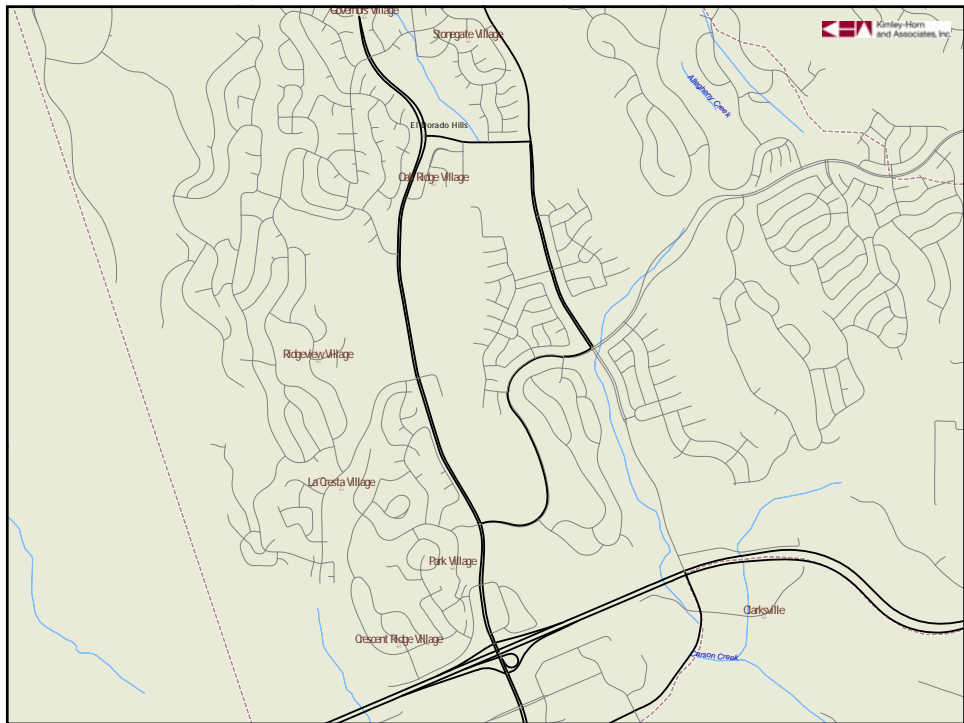 Governors Village
Stonegate Village
Kimley-Horn
and Associates, Inc.
Allegheny Creek
El Dorado Hills
Oak Ridge Village
Ridgeview Village
La Cresta Village
Park Village
Clarksville
Crescent Ridge Village
Carson Creek